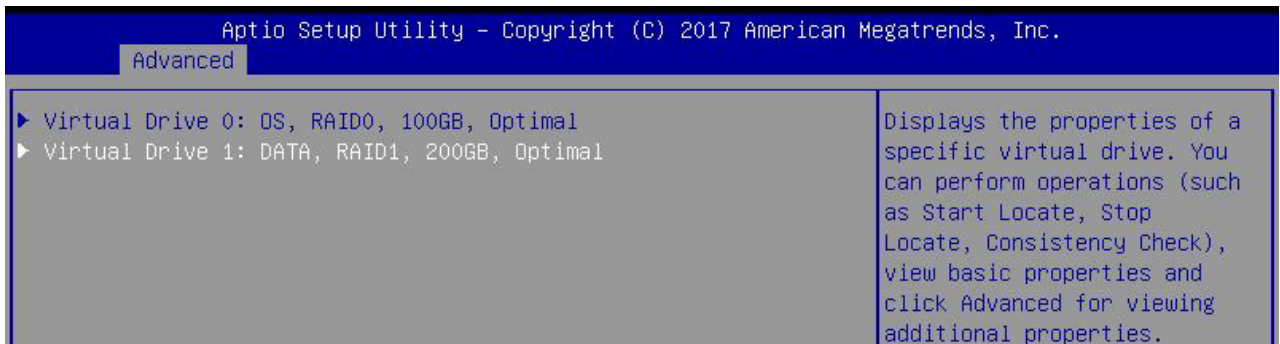 Aptio Setup Utility – Copyright (C) 2017 American Megatrends, Inc.
Advanced
▶ Virtual Drive 0: OS, RAID0, 100GB, Optimal
▶ Virtual Drive 1: DATA, RAID1, 200GB, Optimal
Displays the properties of a
specific virtual drive. You
can perform operations (such
as Start Locate, Stop
Locate, Consistency Check),
view basic properties and
click Advanced for viewing
additional properties.